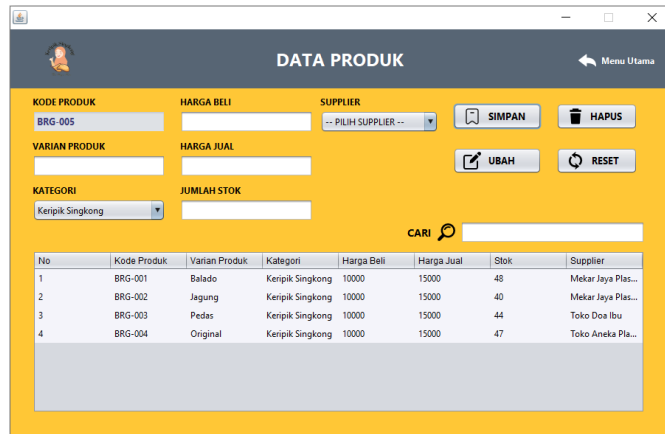 DATA PRODUK
Menu Utama
KODE PRODUK HARGA BELI SUPPLIER
BRG-005 -- PILIH SUPPLIER -- SIMPAN HAPUS
VARIAN PRODUK HARGA JUAL
UBAH RESET
KATEGORI JUMLAH STOK
Keripik Singkong
CARI
No Kode Produk Varian Produk Kategori Harga Beli Harga Jual Stok Supplier
1 BRG-001 Balado Keripik Singkong 10000 15000 48 Mekar Jaya Plas...
2 BRG-002 Jagung Keripik Singkong 10000 15000 40 Mekar Jaya Plas...
3 BRG-003 Pedas Keripik Singkong 10000 15000 44 Toko Doa Ibu
4 BRG-004 Original Keripik Singkong 10000 15000 47 Toko Aneka Pla...